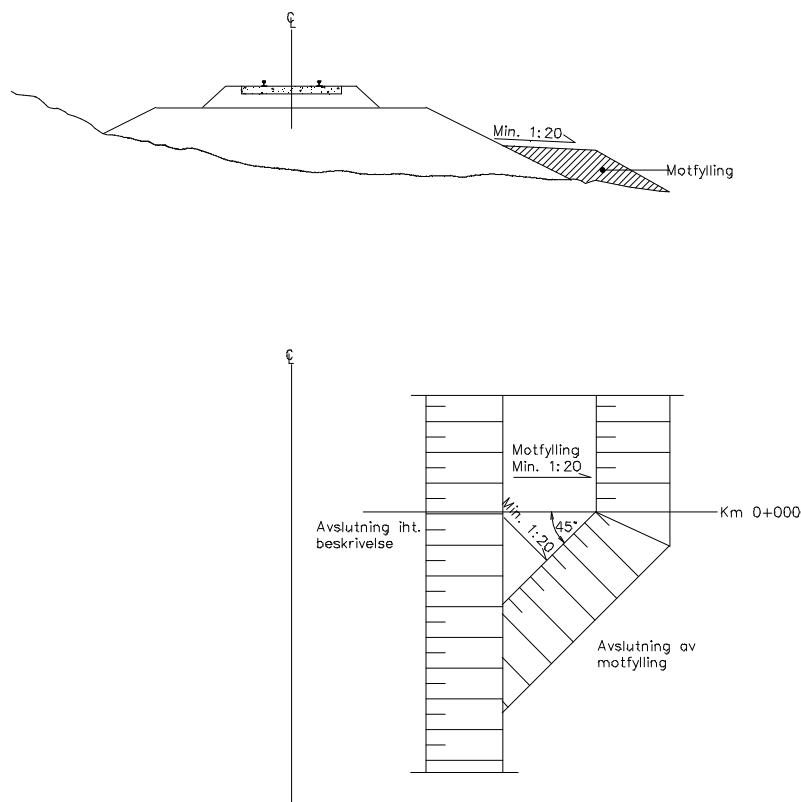 ℄
Min. 1:20
Motfylling
℄
Motfylling
Min. 1:20
Min. 1:20
45°
Km 0+000
Avslutning iht.
beskrivelse
Avslutning av
motfylling